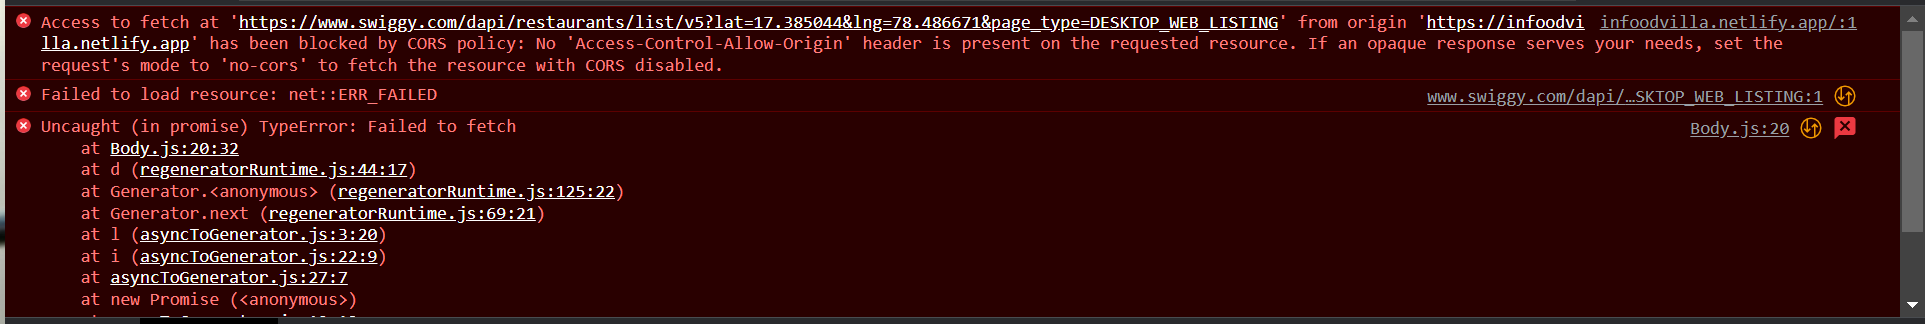 Access to fetch at 'https://www.swiggy.com/dapi/restaurants/list/v5?lat=17.385044&lng=78.486671&page_type=DESKTOP_WEB_LISTING' from origin 'https://infoodvi infoodvilla.netlify.app/:1
lla.netlify.app' has been blocked by CORS policy: No 'Access-Control-Allow-Origin' header is present on the requested resource. If an opaque response serves your needs, set the
request's mode to 'no-cors' to fetch the resource with CORS disabled.
Failed to load resource: net::ERR_FAILED www.swiggy.com/dapi/…SKTOP_WEB_LISTING:1
Uncaught (in promise) TypeError: Failed to fetch Body.js:20
at Body.js:20:32
at d (regeneratorRuntime.js:44:17)
at Generator.<anonymous> (regeneratorRuntime.js:125:22)
at Generator.next (regeneratorRuntime.js:69:21)
at l (asyncToGenerator.js:3:20)
at i (asyncToGenerator.js:22:9)
at asyncToGenerator.js:27:7
at new Promise (<anonymous>)